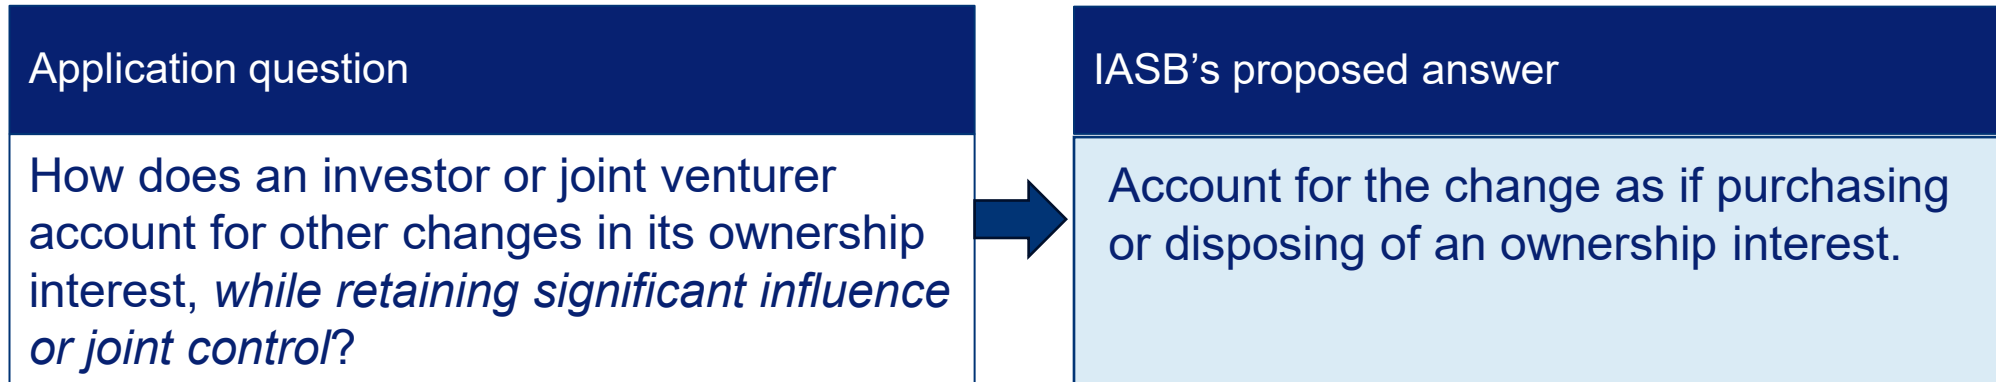 Application question
How does an investor or joint venturer
account for other changes in its ownership
interest, while retaining significant influence
or joint control?
IASB’s proposed answer
Account for the change as if purchasing
or disposing of an ownership interest.